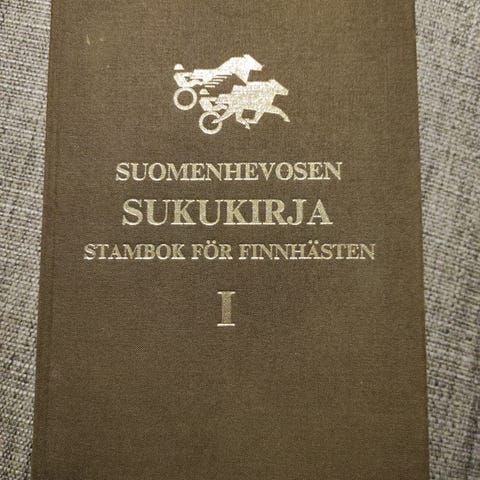 SUOMENHEVOSEN
SUKUKIRJA
STAMBOK FÖR FINNHÄSTEN
I